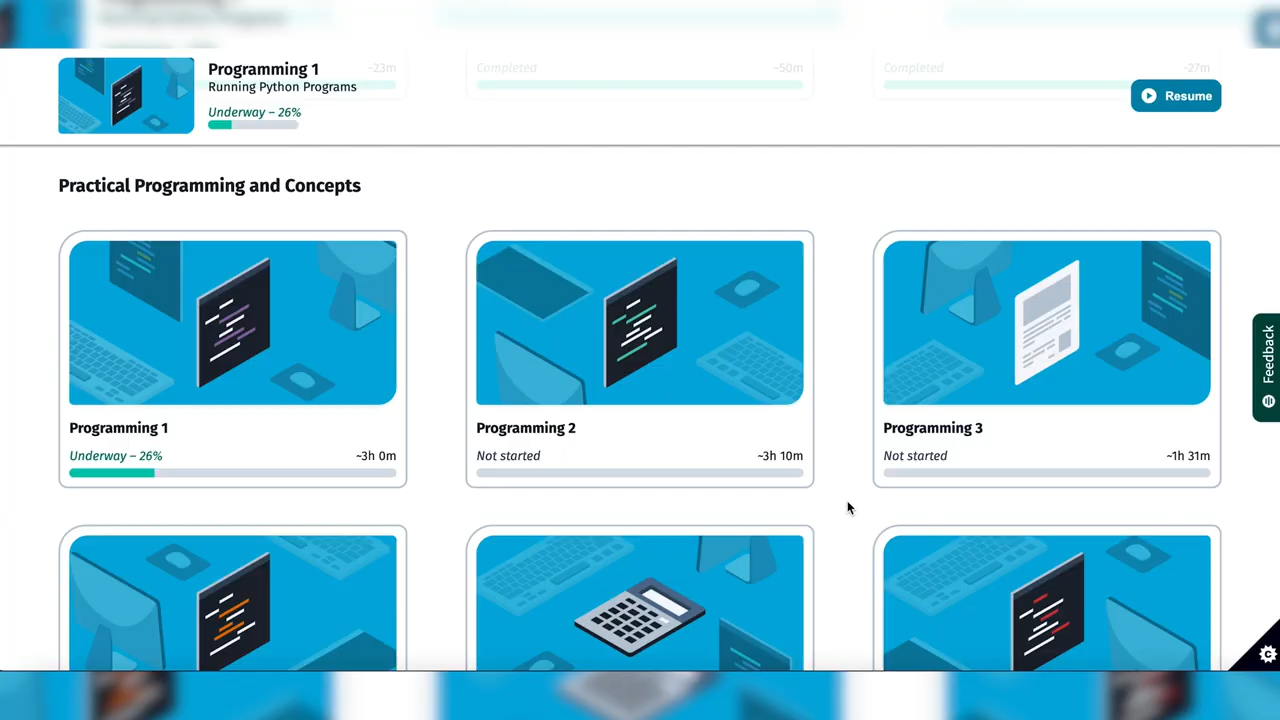 Programming 1
~23m
Completed
~50m
Completed
~27m
Running Python Programs
Resume
Underway – 26%
Practical Programming and Concepts
Programming 1
Programming 2
Programming 3
Underway – 26%
~3h 0m
Not started
~3h 10m
Not started
~1h 31m
Feedback
C